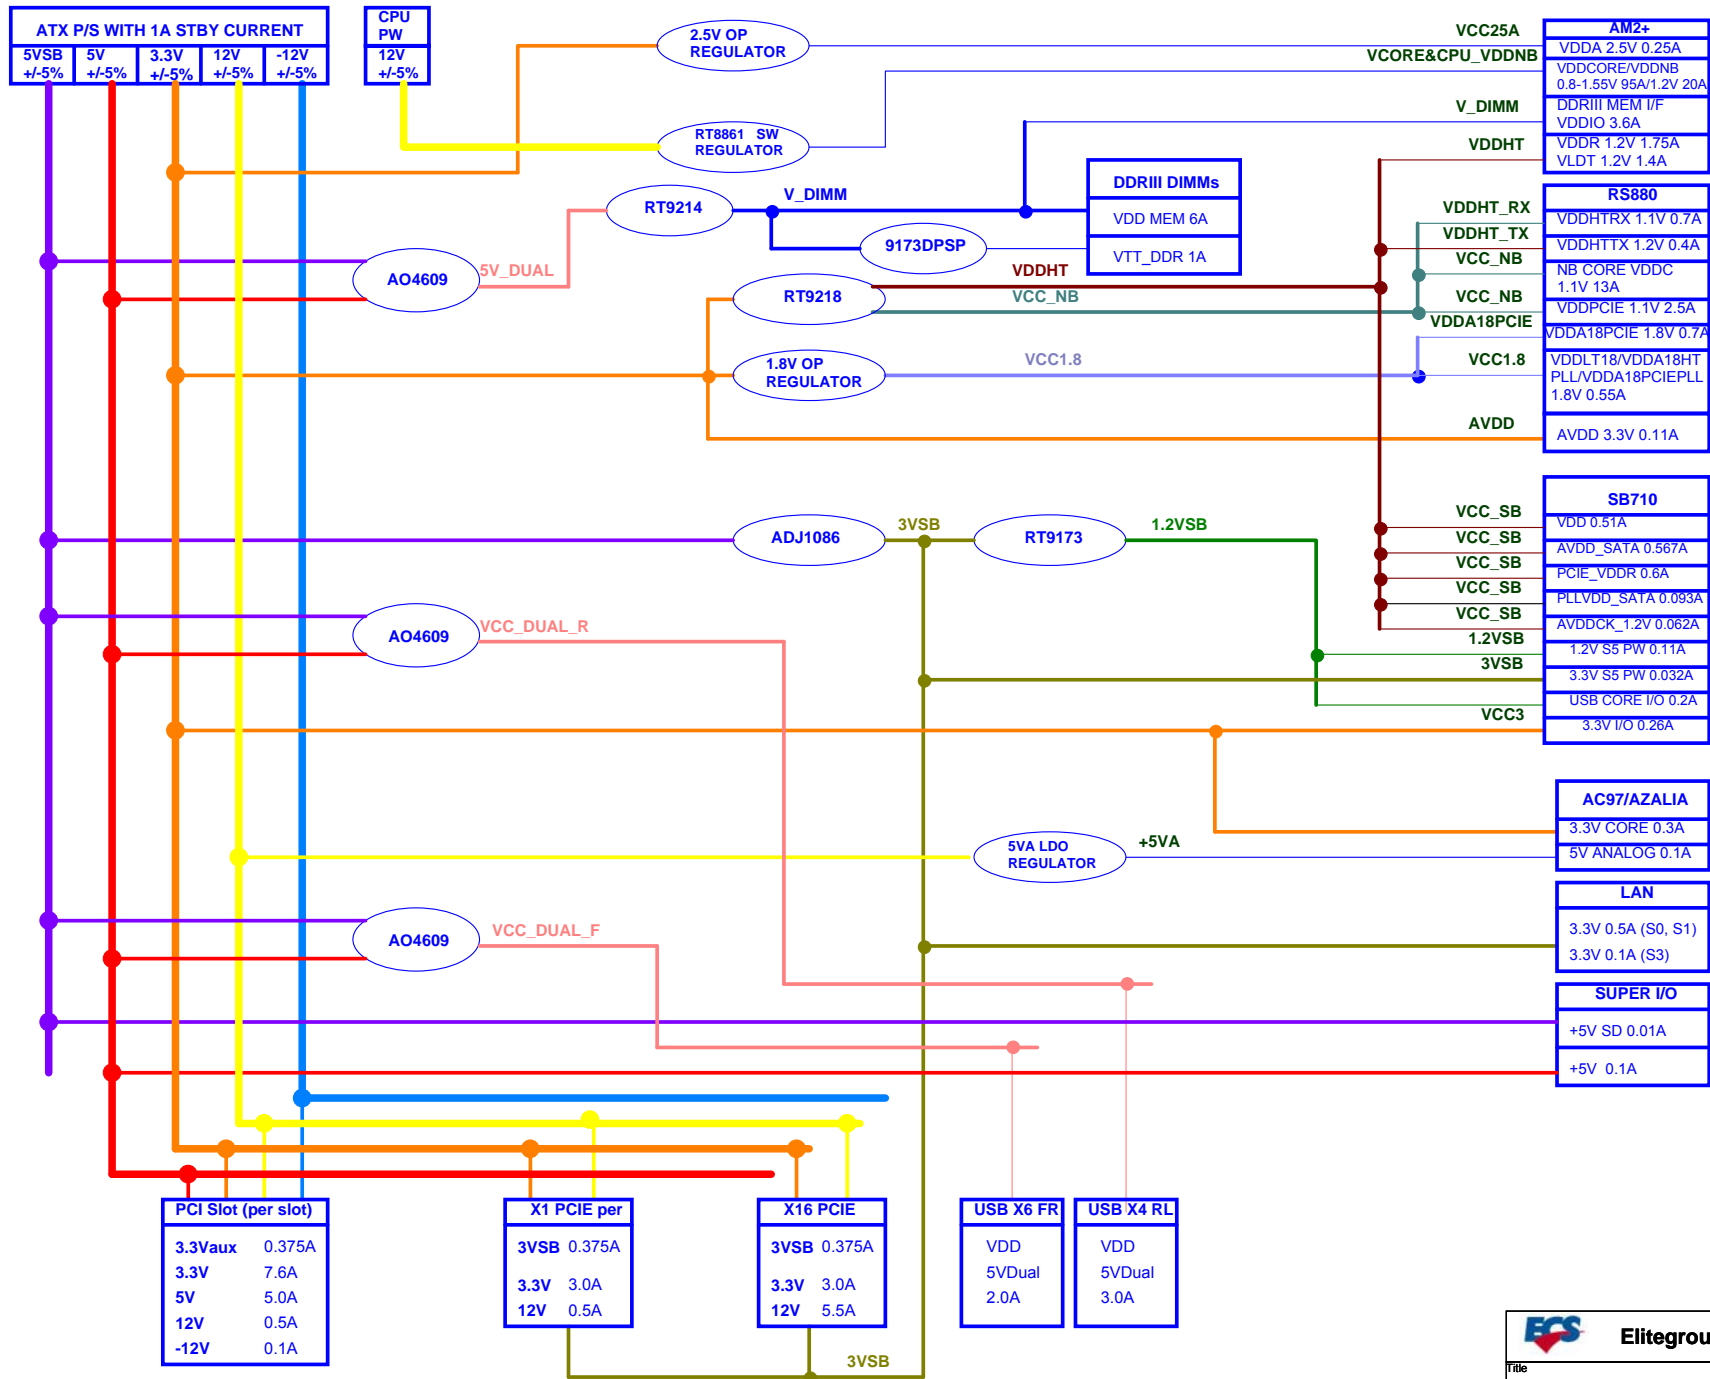 ATX P/S WITH 1A STBY CURRENT
5VSB
+/-5%
5V
+/-5%
3.3V
+/-5%
12V
+/-5%
-12V
+/-5%
CPU
PW
12V
+/-5%
2.5V OP
REGULATOR
VCC25A
VCORE&CPU_VDDNB
AM2+
VDDA 2.5V 0.25A
VDDCORE/VDDNB
0.8-1.55V 95A/1.2V 20A
DDRIII MEM I/F
VDDIO 3.6A
VDDR 1.2V 1.75A
VLDT 1.2V 1.4A
V_DIMM
VDDHT
RT8861 SW
REGULATOR
RT9214
V_DIMM
DDRIII DIMMs
VDD MEM 6A
VTT_DDR 1A
9173DPSP
AO4609
5V_DUAL
RT9218
VDDHT
VCC_NB
1.8V OP
REGULATOR
VCC1.8
VDDHT_RX
VDDHT_TX
VCC_NB
VCC_NB
VDDA18PCIE
VCC1.8
AVDD
RS880
VDDHTRX 1.1V 0.7A
VDDHTTX 1.2V 0.4A
NB CORE VDDC
1.1V 13A
VDDPCIE 1.1V 2.5A
VDDA18PCIE 1.8V 0.7A
VDDLT18/VDDA18HT
PLL/VDDA18PCIEPLL
1.8V 0.55A
AVDD 3.3V 0.11A
ADJ1086
3VSB
RT9173
1.2VSB
VCC_SB
VCC_SB
VCC_SB
VCC_SB
VCC_SB
1.2VSB
3VSB
VCC3
SB710
VDD 0.51A
AVDD_SATA 0.567A
PCIE_VDDR 0.6A
PLLVDD_SATA 0.093A
AVDDCK_1.2V 0.062A
1.2V S5 PW 0.11A
3.3V S5 PW 0.032A
USB CORE I/O 0.2A
3.3V I/O 0.26A
AO4609
VCC_DUAL_R
5VA LDO
REGULATOR
+5VA
AC97/AZALIA
3.3V CORE 0.3A
5V ANALOG 0.1A
AO4609
VCC_DUAL_F
LAN
3.3V 0.5A (S0, S1)
3.3V 0.1A (S3)
SUPER I/O
+5V SD 0.01A
+5V 0.1A
PCI Slot (per slot)
3.3Vaux 0.375A
3.3V 7.6A
5V 5.0A
12V 0.5A
-12V 0.1A
X1 PCIE per
3VSB 0.375A
3.3V 3.0A
12V 0.5A
X16 PCIE
3VSB 0.375A
3.3V 3.0A
12V 5.5A
3VSB
USB X6 FR
VDD
5VDual
2.0A
USB X4 RL
VDD
5VDual
3.0A
ECS
Elitegrou
Title